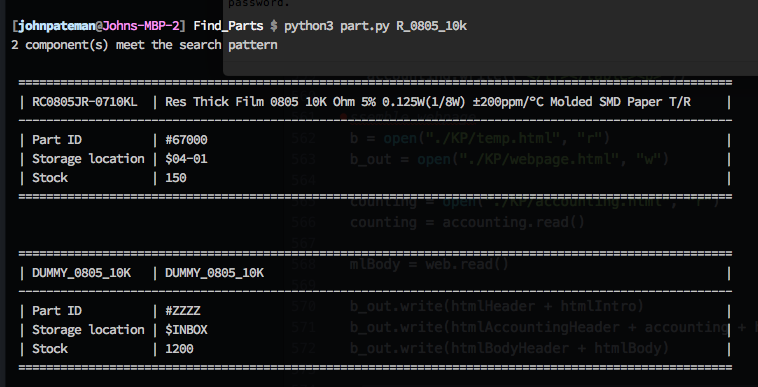 password.
[johnpateman@Johns-MBP-2] Find_Parts $ python3 part.py R_0805_10k
2 component(s) meet the search pattern
================================================================================
| RC0805JR-0710KL | Res Thick Film 0805 10K Ohm 5% 0.125W(1/8W) ±200ppm/°C Molded SMD Paper T/R |
--------------------------------------------------------------------------------
| Part ID | #67000 |
b = open("./KP/temp.html", "r")
| Storage location | $04-01 |
b_out = open("./KP/webpage.html", "w")
| Stock | 150 |
================================================================================
counting = open("./KP/accounting.html", "r")
counting = accounting.read()
================================================================================
mlBody = web.read()
| DUMMY_0805_10K | DUMMY_0805_10K |
--------------------------------------------------------------------------------
570 b_out.write(htmlHeader + htmlIntro)
| Part ID | #ZZZZ |
571 b_out.write(htmlAccountingHeader + accounting +
| Storage location | $INBOX |
572 b_out.write(htmlBodyHeader + htmlBody)
| Stock | 1200 |
================================================================================